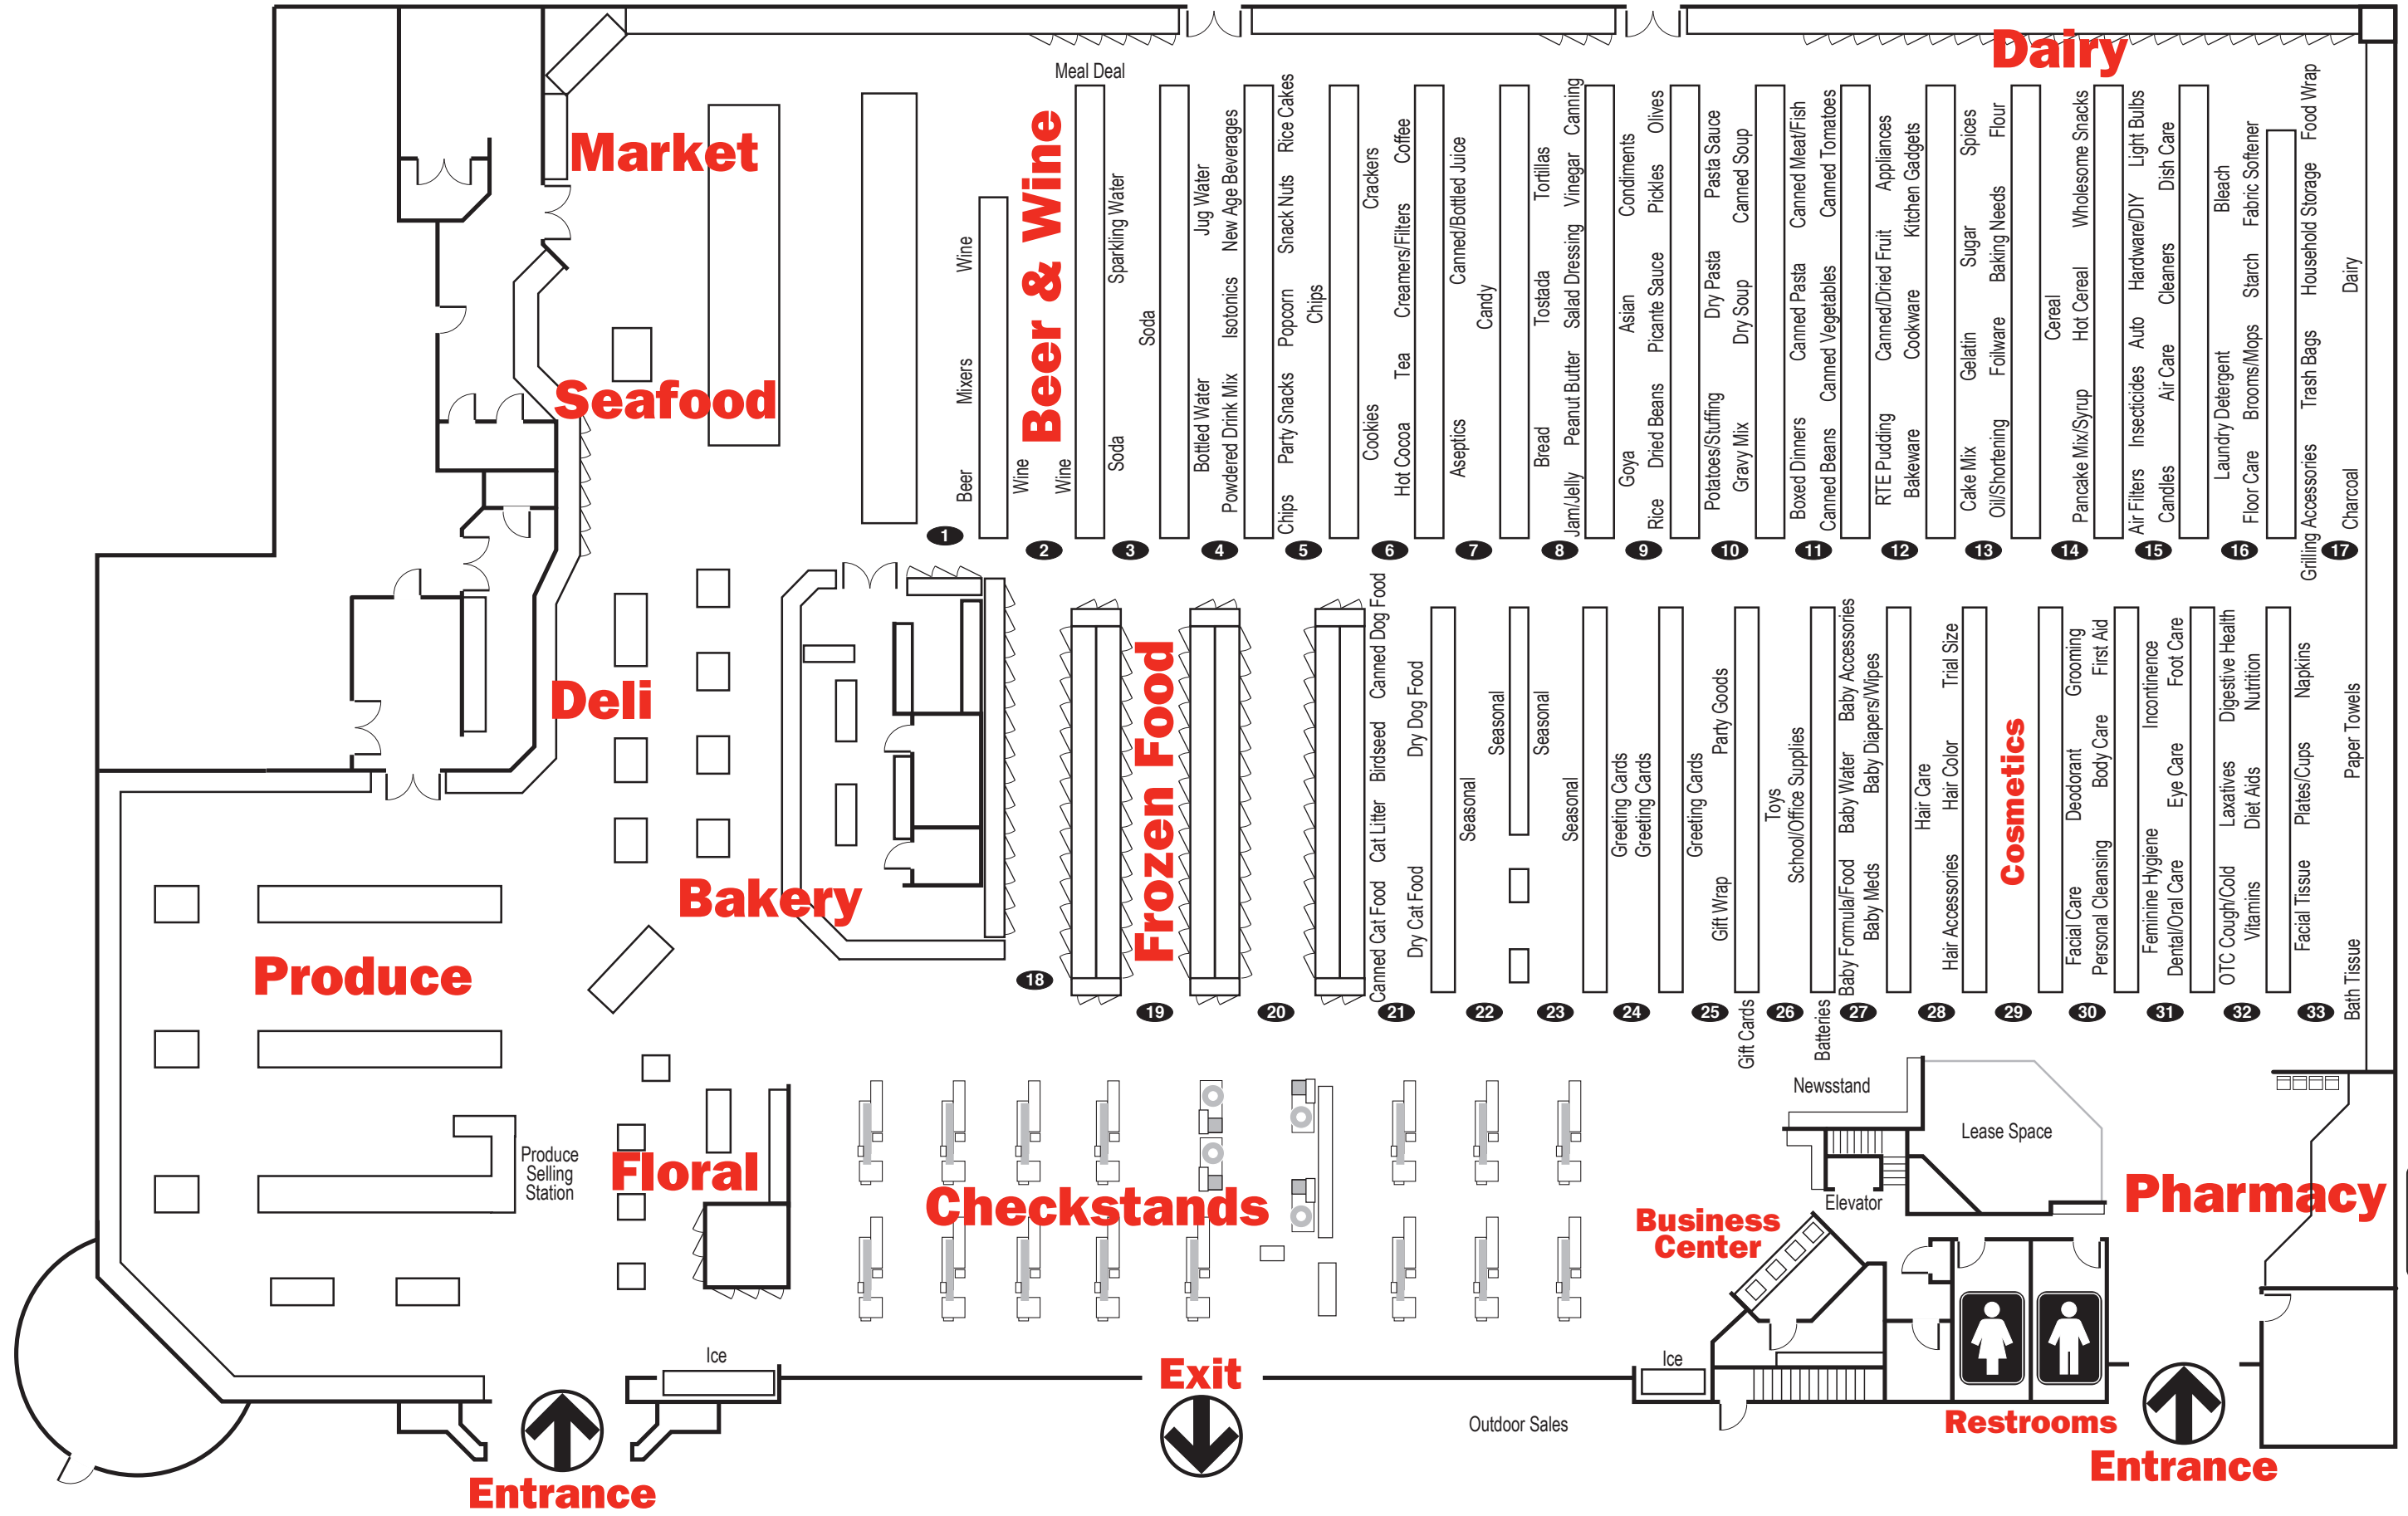 Dairy
Meal Deal
Market
Seafood
Deli
Bakery
Produce
Produce
Selling
Station
Floral
Beer & Wine
Beer
Mixers
Wine
Wine
Wine
Soda
Sparkling Water
Soda
Bottled Water
Jug Water
Powdered Drink Mix
Isotonics
New Age Beverages
Chips
Party Snacks
Popcorn
Snack Nuts
Rice Cakes
Chips
Cookies
Crackers
Hot Cocoa
Tea
Creamers/Filters
Coffee
Aseptics
Canned/Bottled Juice
Candy
Bread
Tostada
Tortillas
Jam/Jelly
Peanut Butter
Salad Dressing
Vinegar
Canning
Goya
Asian
Condiments
Rice
Dried Beans
Picante Sauce
Pickles
Olives
Potatoes/Stuffing
Dry Pasta
Pasta Sauce
Gravy Mix
Dry Soup
Canned Soup
Boxed Dinners
Canned Pasta
Canned Meat/Fish
Canned Beans
Canned Vegetables
Canned Tomatoes
RTE Pudding
Canned/Dried Fruit
Appliances
Bakeware
Cookware
Kitchen Gadgets
Cake Mix
Gelatin
Sugar
Spices
Oil/Shortening
Foilware
Baking Needs
Flour
Cereal
Pancake Mix/Syrup
Hot Cereal
Wholesome Snacks
Air Filters
Insecticides
Auto
Hardware/DIY
Light Bulbs
Candles
Air Care
Cleaners
Dish Care
Laundry Detergent
Bleach
Floor Care
Brooms/Mops
Starch
Fabric Softener
Grilling Accessories
Trash Bags
Household Storage
Food Wrap
Charcoal
Dairy
1
2
3
4
5
6
7
8
9
10
11
12
13
14
15
16
17
Frozen Food
Canned Cat Food
Cat Litter
Birdseed
Canned Dog Food
Dry Cat Food
Dry Dog Food
Seasonal
Seasonal
Seasonal
Seasonal
Greeting Cards
Greeting Cards
Greeting Cards
Gift Wrap
Party Goods
Gift Cards
Toys
School/Office Supplies
Batteries
Baby Formula/Food
Baby Water
Baby Accessories
Baby Meds
Baby Diapers/Wipes
Hair Care
Hair Accessories
Hair Color
Trial Size
Cosmetics
Facial Care
Deodorant
Grooming
Personal Cleansing
Body Care
First Aid
Feminine Hygiene
Incontinence
Dental/Oral Care
Eye Care
Foot Care
OTC Cough/Cold
Laxatives
Digestive Health
Vitamins
Diet Aids
Nutrition
Facial Tissue
Plates/Cups
Napkins
Bath Tissue
Paper Towels
18
19
20
21
22
23
24
25
26
27
28
29
30
31
32
33
Checkstands
Newsstand
Lease Space
Elevator
Business
Center
Pharmacy
Ice
Exit
Ice
Outdoor Sales
Restrooms
Entrance
Entrance